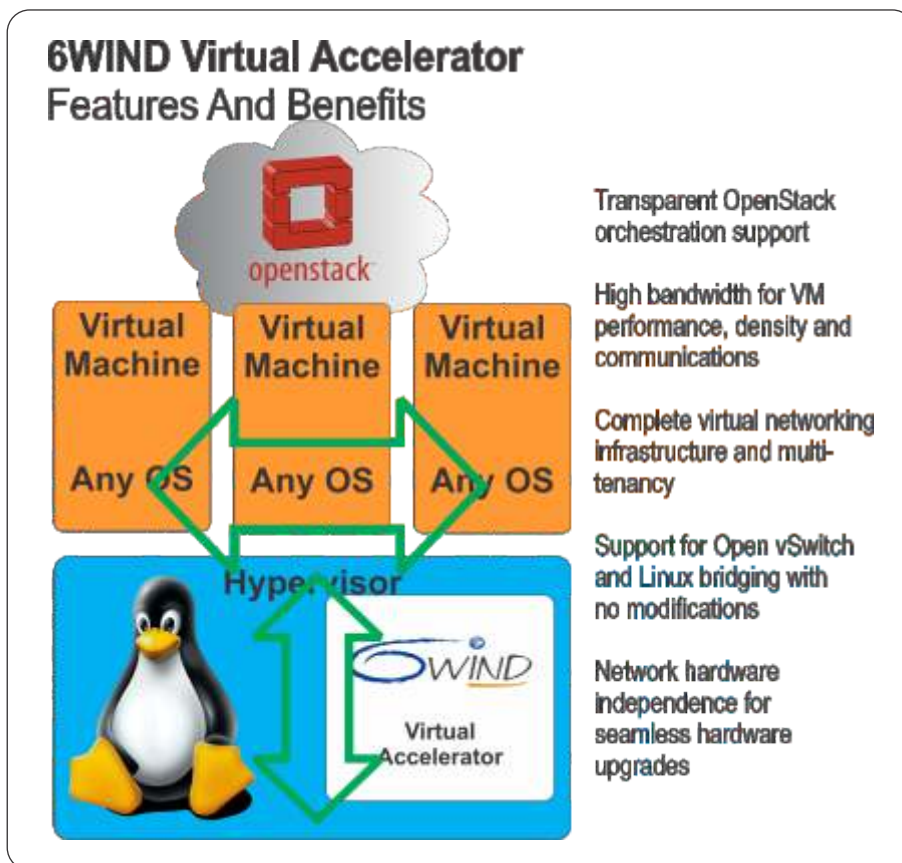 6WIND Virtual Accelerator
Features And Benefits
openstack
Virtual Machine
Virtual Machine
Virtual Machine
Any OS
Any OS
Any OS
Hypervisor
6WIND
Virtual
Accelerator
Transparent OpenStack
orchestration support
High bandwidth for VM
performance, density and
communications
Complete virtual networking
infrastructure and multi-
tenancy
Support for Open vSwitch
and Linux bridging with
no modifications
Network hardware
independence for
seamless hardware
upgrades